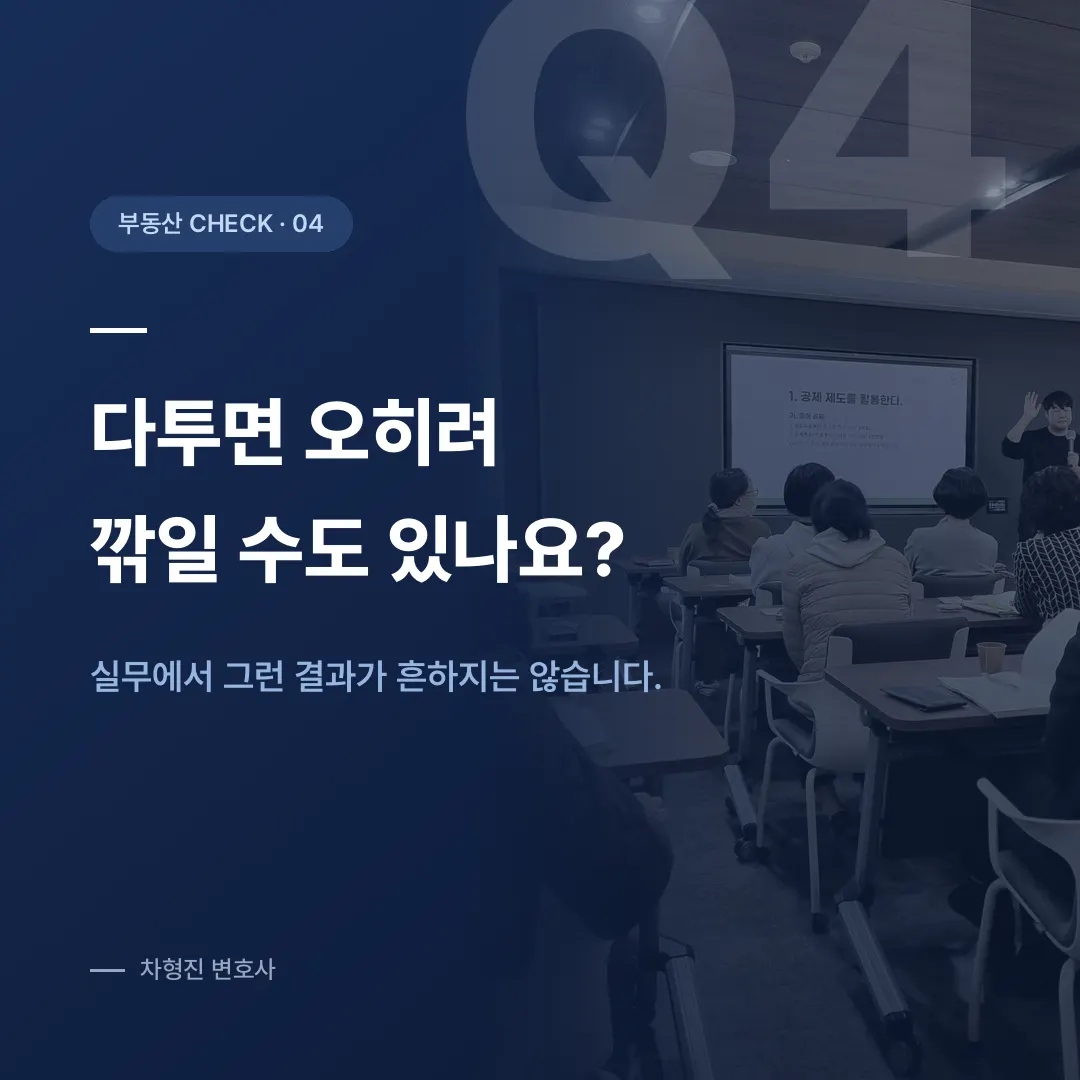 Q4
부동산 CHECK · 04
다투면 오히려
깎일 수도 있나요?
실무에서 그런 결과가 흔하지는 않습니다.
1. 공제 제도를 활용한다.
차형진 변호사